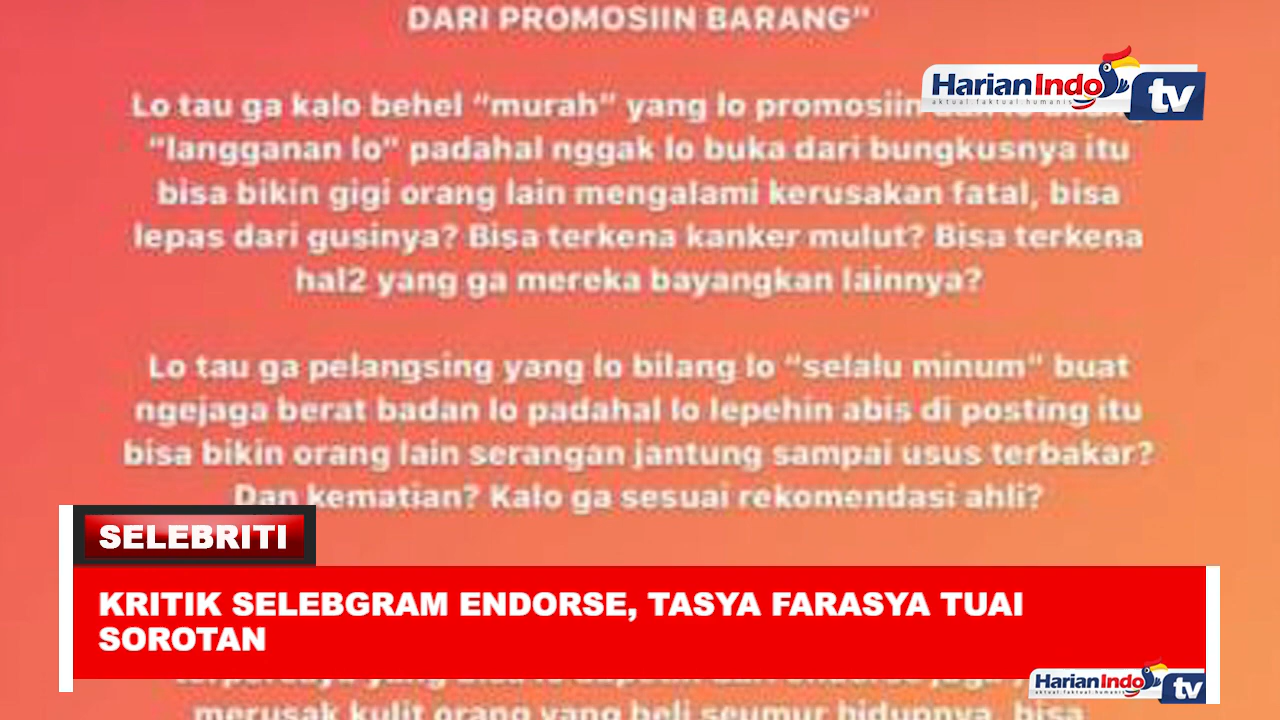 DARI PROMOSIIN BARANG"
HarianIndo tv
aktual faktual humanis
Lo tau ga kalo behel "murah" yang lo promosiin
"langganan lo" padahal nggak lo buka dari bungkusnya itu
bisa bikin gigi orang lain mengalami kerusakan fatal, bisa
lepas dari gusinya? Bisa terkena kanker mulut? Bisa terkena
hal2 yang ga mereka bayangkan lainnya?
Lo tau ga pelangsing yang lo bilang lo "selalu minum" buat
ngejaga berat badan lo padahal lo lepehin abis di posting itu
bisa bikin orang lain serangan jantung sampai usus terbakar?
Dan kematian? Kalo ga sesuai rekomendasi ahli?
SELEBRITI
KRITIK SELEBGRAM ENDORSE, TASYA FARASYA TUAI
SOROTAN
HarianIndo tv
aktual faktual humanis
merusak kulit orang yang beli seumur hidupnya, bisa